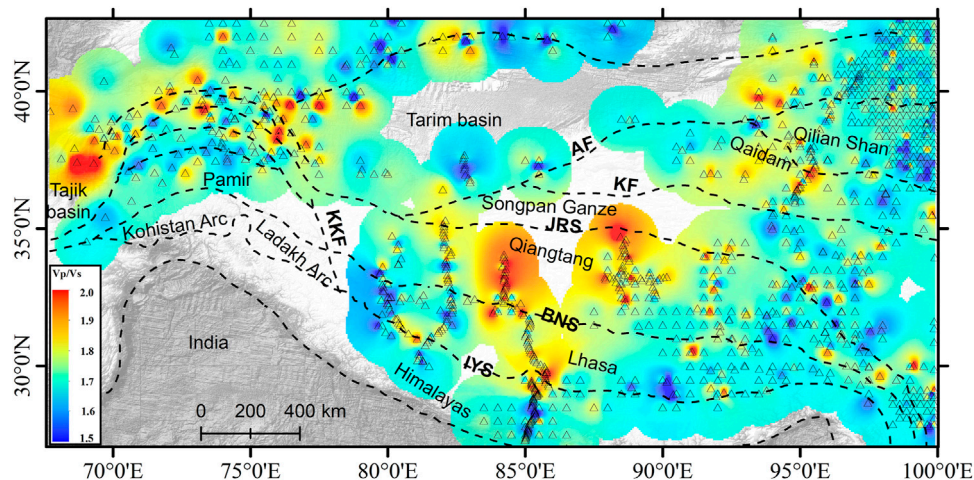 40°0'N
35°0'N
30°0'N
Tarim basin
AF
Qilian Shan
Qaidam
Tajik
basin
Pamir
KF
Songpan Ganze
JRS
Kohistan Arc
KKF
Ladakh Arc
Qiangtang
BNS
Vp/Vs
2.0
1.9
1.8
1.7
1.6
1.5
India
IYS
Lhasa
Himalayas
0 200 400 km
70°0'E 75°0'E 80°0'E 85°0'E 90°0'E 95°0'E 100°0'E